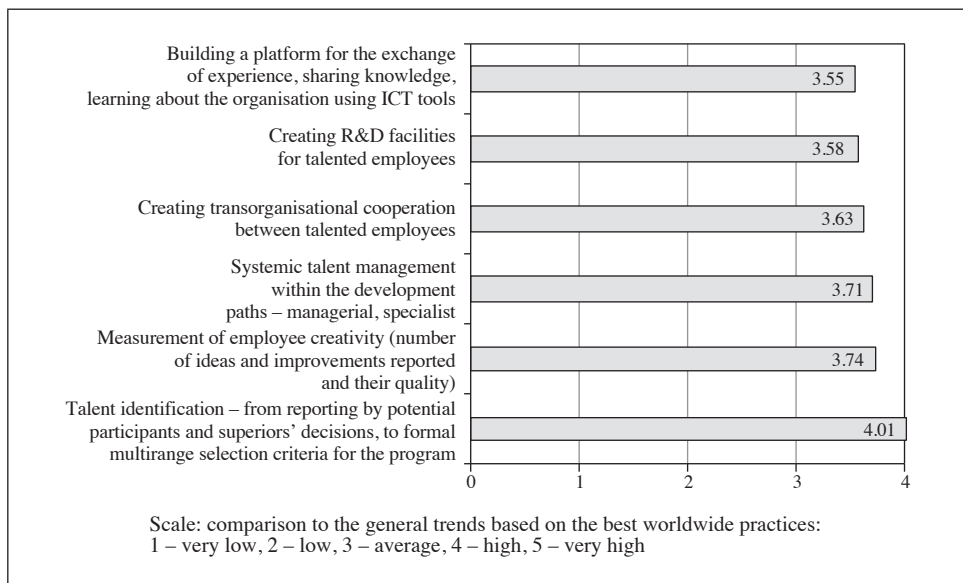 Building a platform for the exchange
of experience, sharing knowledge,
learning about the organisation using ICT tools
3.55
Creating R&D facilities
for talented employees
3.58
Creating transorganisational cooperation
between talented employees
3.63
Systemic talent management
within the development
paths – managerial, specialist
3.71
Measurement of employee creativity (number
of ideas and improvements reported
and their quality)
3.74
Talent identification – from reporting by potential
participants and superiors’ decisions, to formal
multirange selection criteria for the program
4.01
0 1 2 3 4
Scale: comparison to the general trends based on the best worldwide practices:
1 – very low, 2 – low, 3 – average, 4 – high, 5 – very high